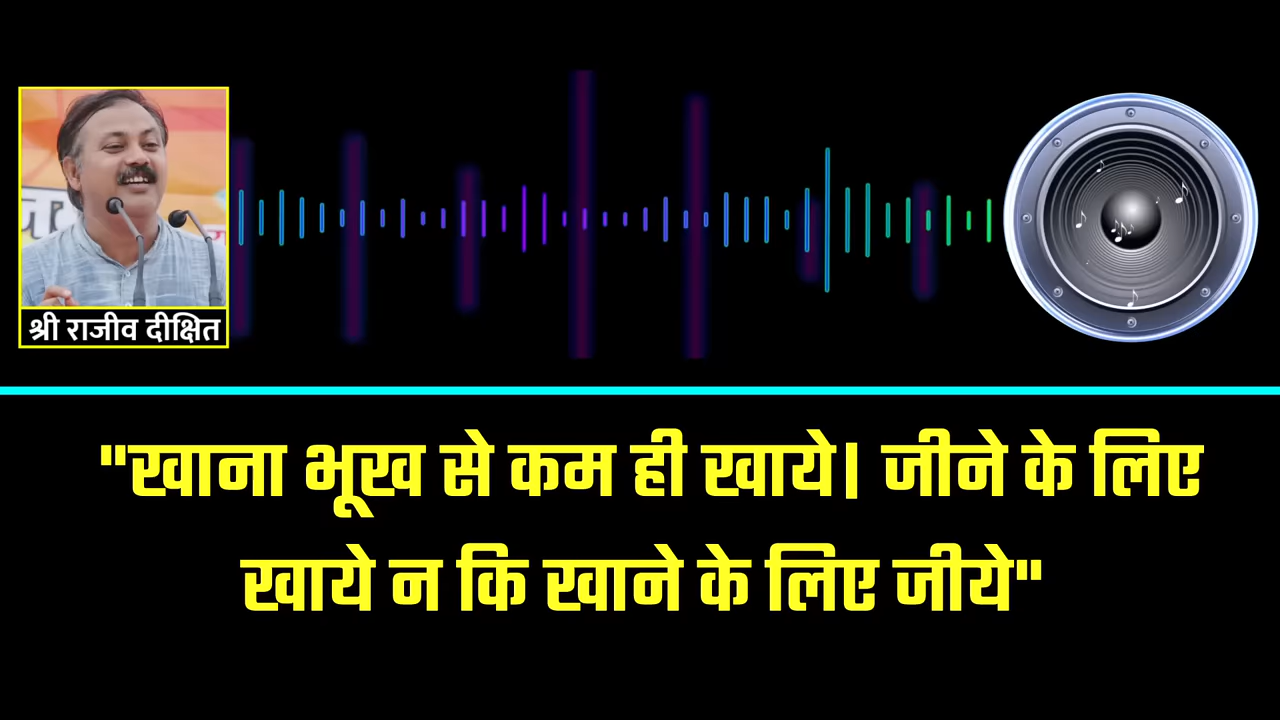 श्री राजीव दीक्षित
"खाना भूख से कम ही खाये। जीने के लिए
खाये न कि खाने के लिए जीये"